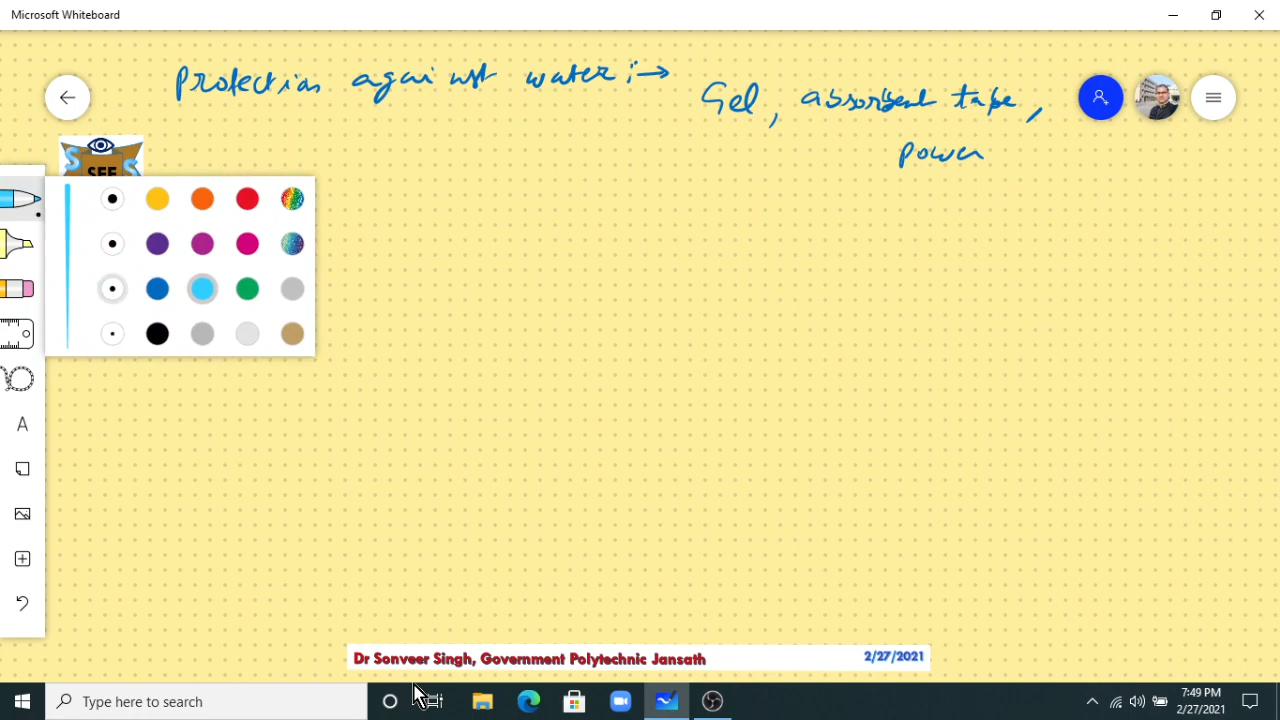 Microsoft Whiteboard
Protection against water :→
Gel, absorbent tape,
power
SEE
A
Dr Sonveer Singh, Government Polytechnic Jansath
2/27/2021
Type here to search
7:49 PM
2/27/2021